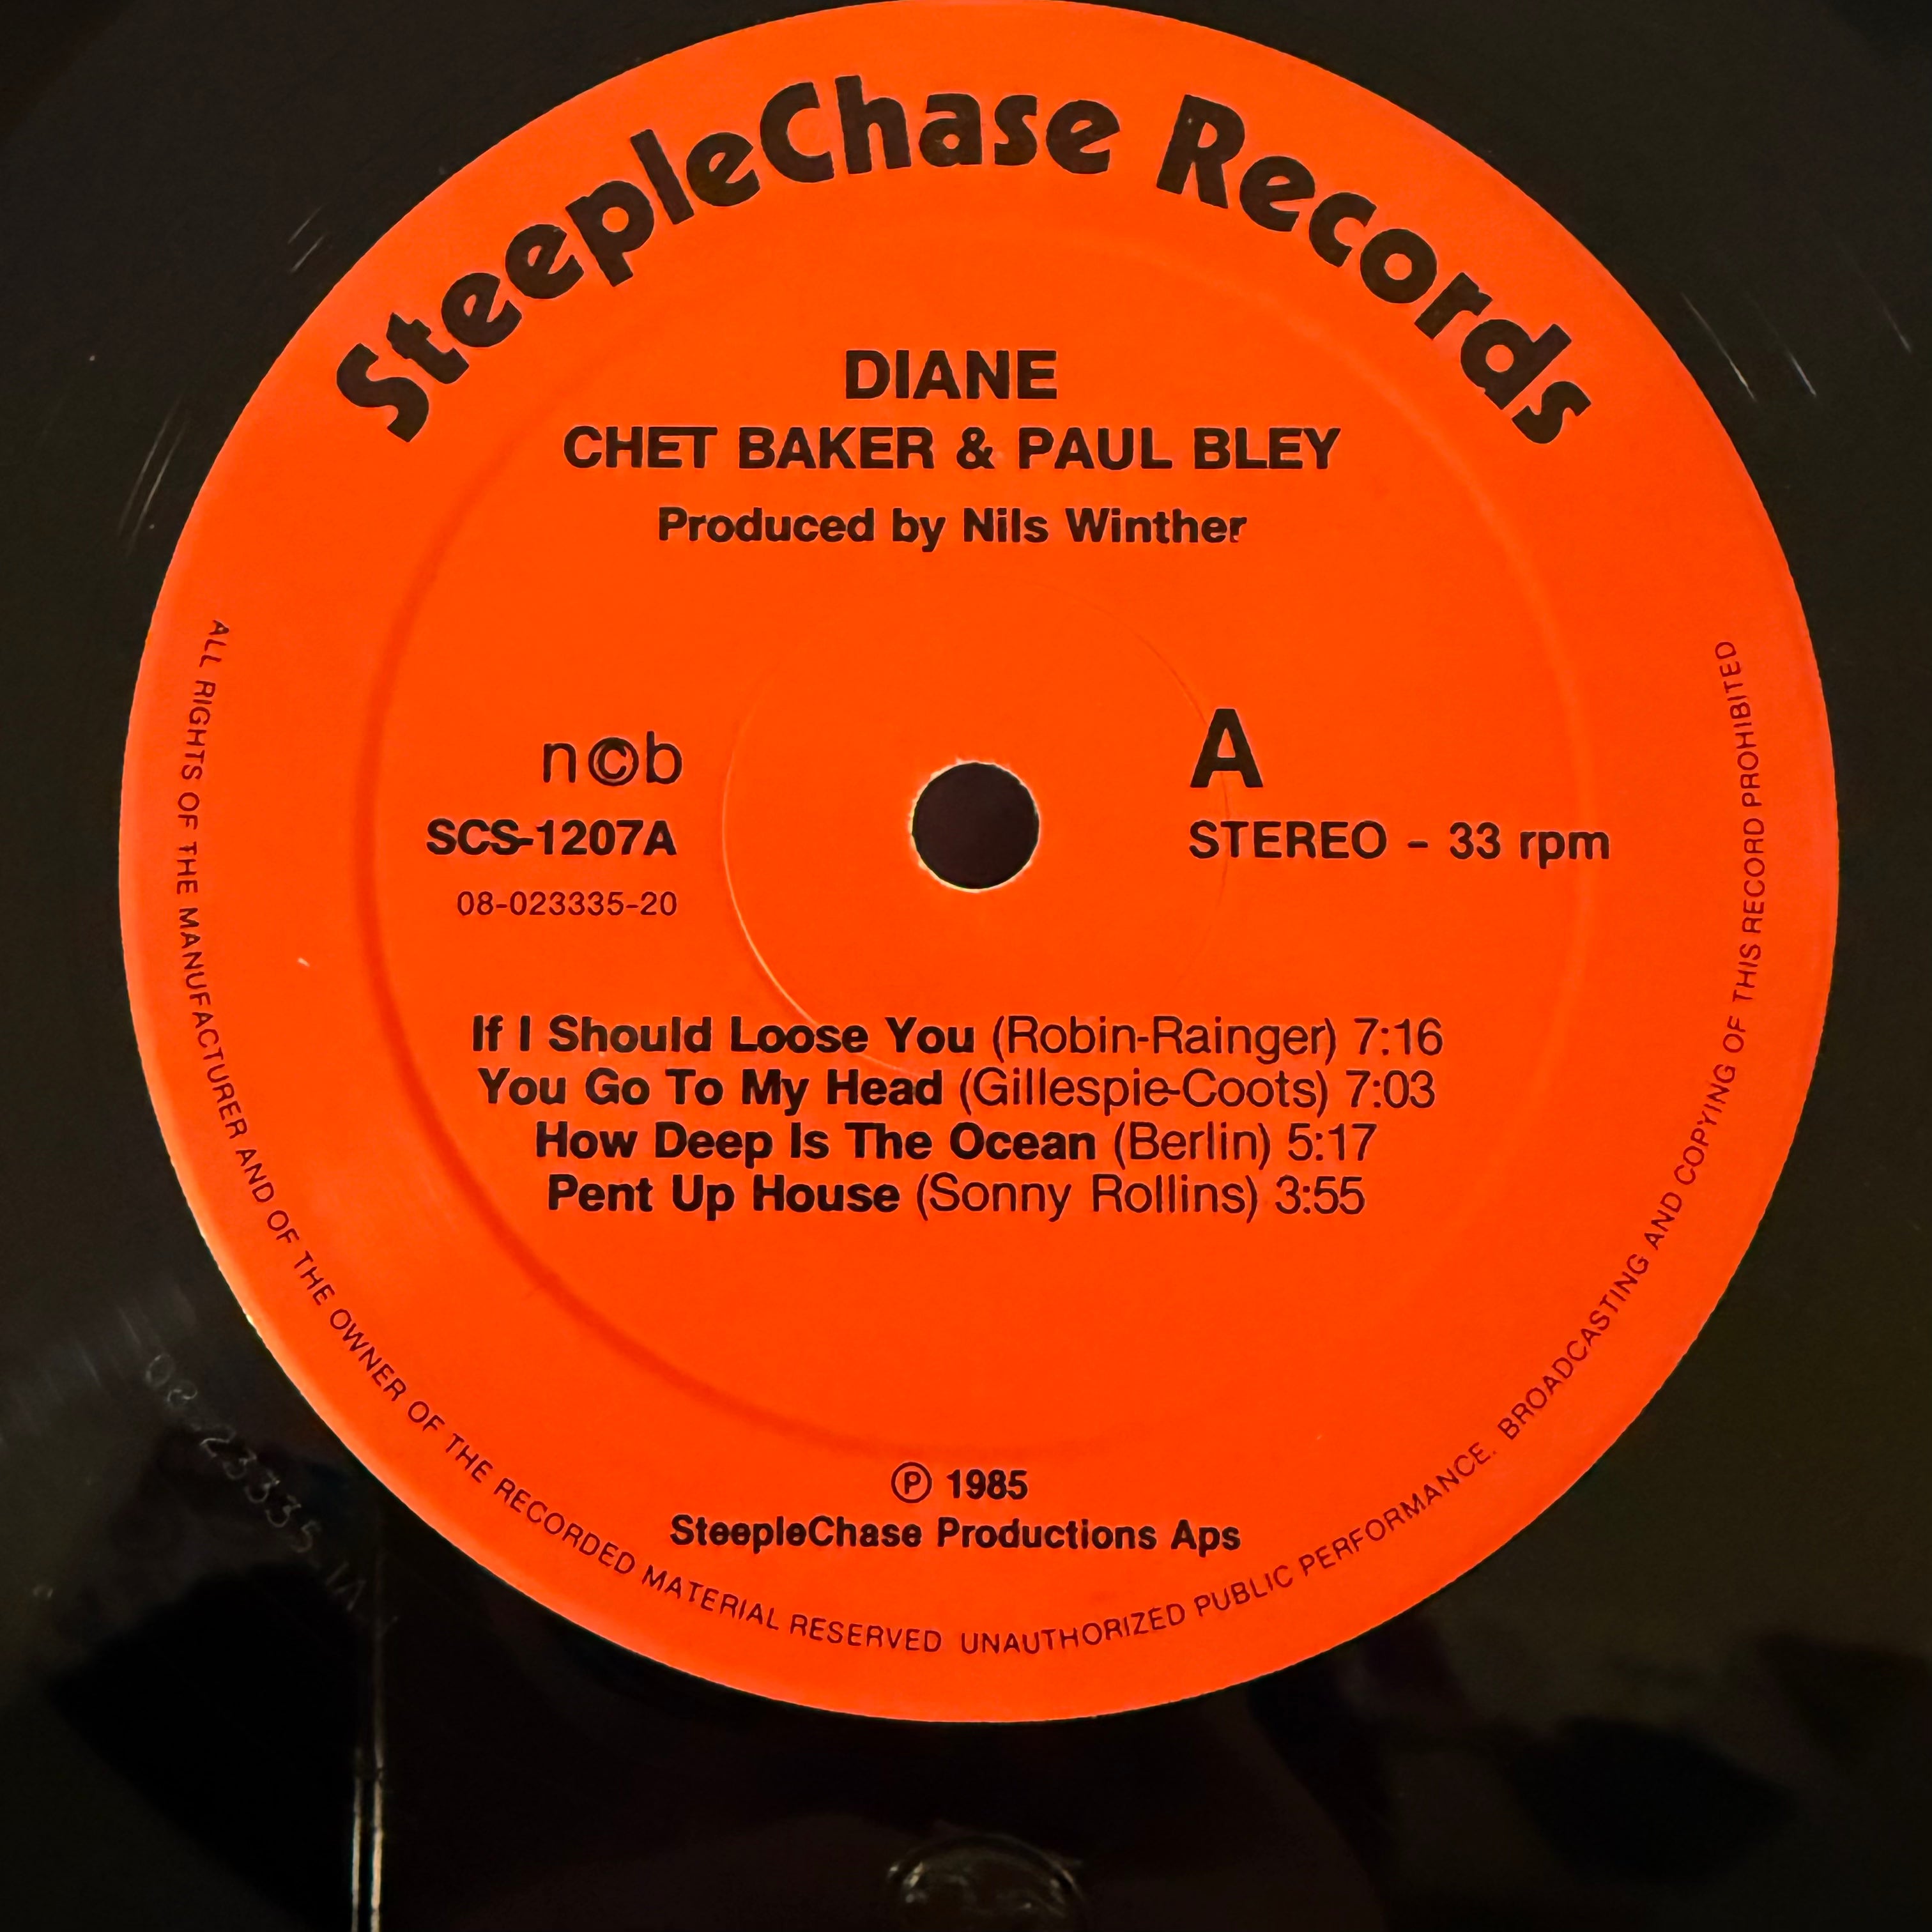 SteepleChase Records
DIANE
CHET BAKER & PAUL BLEY
Produced by Nils Winther
n©b
A
SCS-1207A
STEREO - 33 rpm
08-023335-20
If I Should Loose You (Robin-Rainger) 7:16
You Go To My Head (Gillespie-Coots) 7:03
How Deep Is The Ocean (Berlin) 5:17
Pent Up House (Sonny Rollins) 3:55
℗ 1985
SteepleChase Productions Aps
ALL RIGHTS OF THE MANUFACTURER AND OF THE OWNER OF THE RECORDED MATERIAL RESERVED UNAUTHORIZED PUBLIC PERFORMANCE. BROADCASTING AND COPYING OF THIS RECORD PROHIBITED